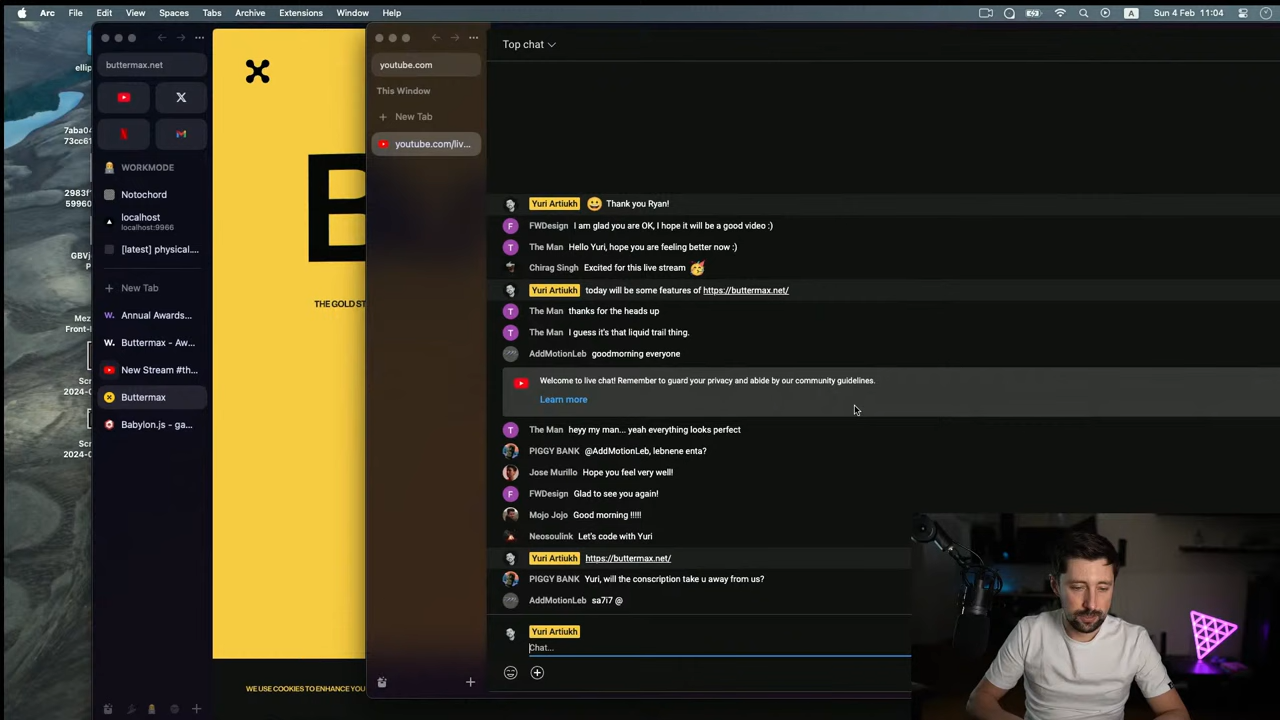 Arc File Edit View Spaces Tabs Archive Extensions Window Help
A Sun 4 Feb 11:04
buttermax.net
WORKMODE
Notochord
localhost
localhost:9966
[latest] physical....
New Tab
Annual Awards...
Buttermax - Aw...
New Stream #th...
Buttermax
Babylon.js - ga...
B
THE GOLD ST
WE USE COOKIES TO ENHANCE YOU
youtube.com
This Window
New Tab
youtube.com/liv...
Top chat
Yuri Artiukh 😀 Thank you Ryan!
F FWDesign I am glad you are OK, I hope it will be a good video :)
T The Man Hello Yuri, hope you are feeling better now :)
Chirag Singh Excited for this live stream 🥳
Yuri Artiukh today will be some features of https://buttermax.net/
T The Man thanks for the heads up
T The Man I guess it's that liquid trail thing.
AddMotionLeb goodmorning everyone
Welcome to live chat! Remember to guard your privacy and abide by our community guidelines.
Learn more
T The Man heyy my man... yeah everything looks perfect
PIGGY BANK @AddMotionLeb, lebnene enta?
Jose Murillo Hope you feel very well!
F FWDesign Glad to see you again!
Mojo Jojo Good morning !!!!!
Neosoulink Let's code with Yuri
Yuri Artiukh https://buttermax.net/
PIGGY BANK Yuri, will the conscription take u away from us?
AddMotionLeb sa7i7 @
Yuri Artiukh
Chat...